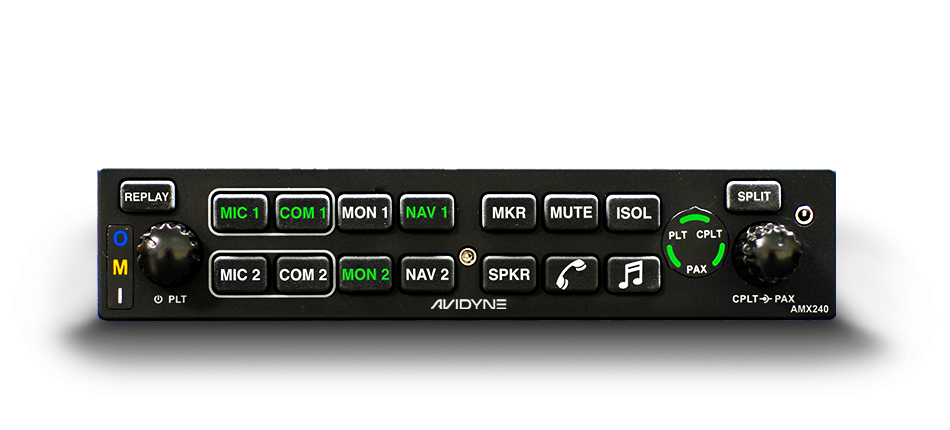 REPLAY
MIC 1 COM 1 MON 1 NAV 1 MKR MUTE ISOL
SPLIT
PLT CPLT
PAX
O
M
I
MIC 2 COM 2 MON 2 NAV 2 SPKR
PLT
AVIDYNE
CPLT PAX
AMX240